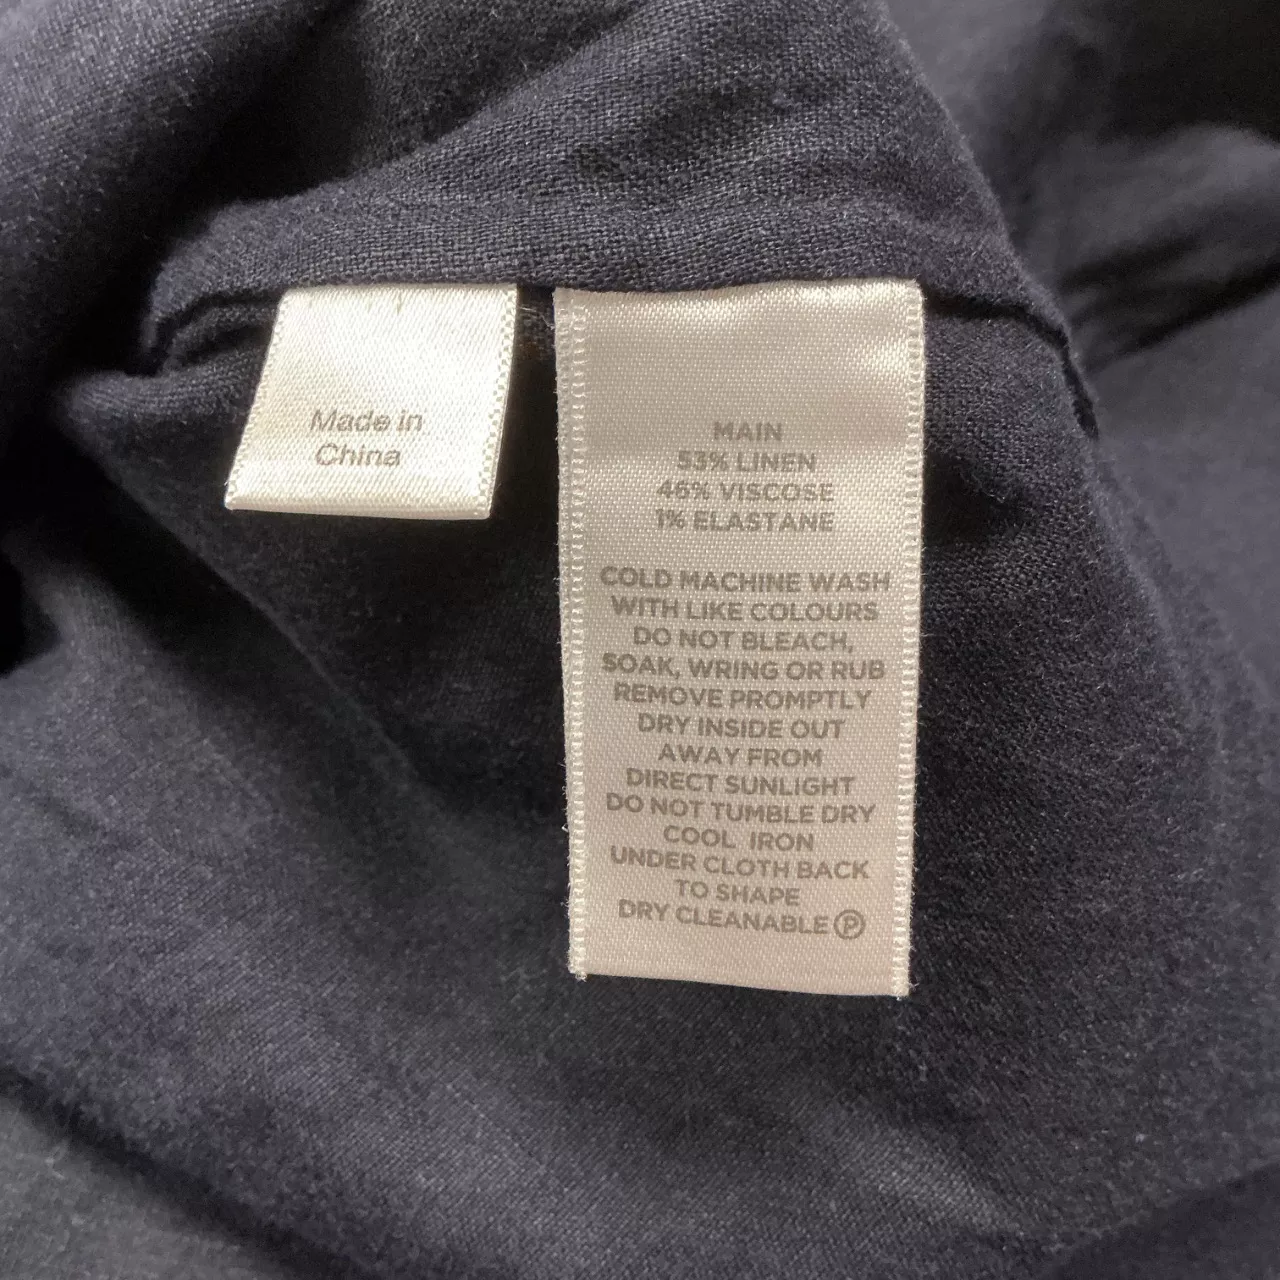 Made in
China
MAIN
53% LINEN
46% VISCOSE
1% ELASTANE
COLD MACHINE WASH
WITH LIKE COLOURS
DO NOT BLEACH,
SOAK, WRING OR RUB
REMOVE PROMPTLY
DRY INSIDE OUT
AWAY FROM
DIRECT SUNLIGHT
DO NOT TUMBLE DRY
COOL IRON
UNDER CLOTH BACK
TO SHAPE
DRY CLEANABLE Ⓟ